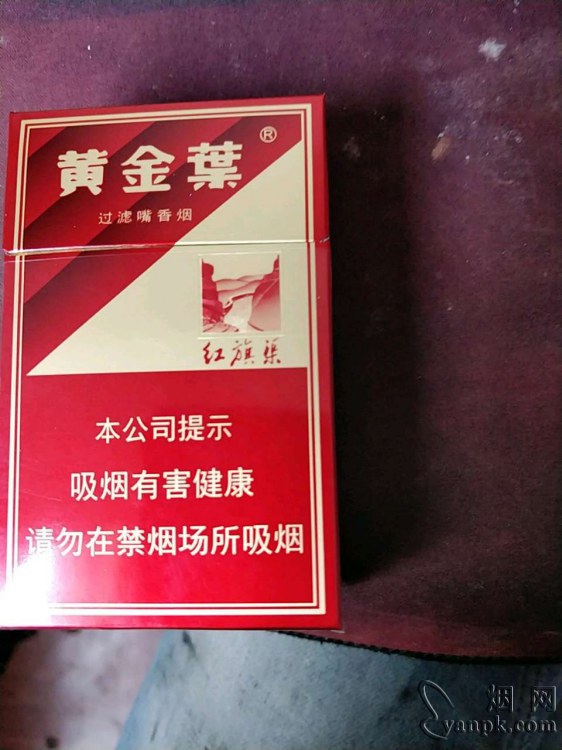 黄金葉®
过滤嘴香烟
红旗渠
本公司提示
吸烟有害健康
请勿在禁烟场所吸烟
烟网
yanpk.com